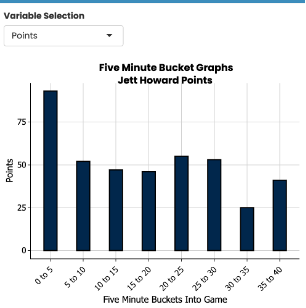 Variable Selection
Points
Five Minute Bucket Graphs
Jett Howard Points
Points
75
50
25
0
0 to 5
5 to 10
10 to 15
15 to 20
20 to 25
25 to 30
30 to 35
35 to 40
Five Minute Buckets Into Game